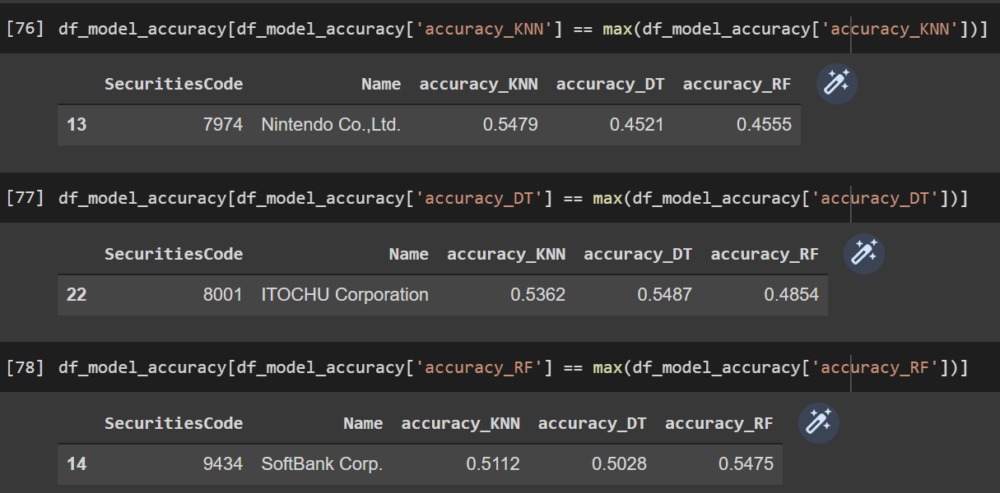 [76] df_model_accuracy[df_model_accuracy['accuracy_KNN'] == max(df_model_accuracy['accuracy_KNN'])]
SecuritiesCode Name accuracy_KNN accuracy_DT accuracy_RF
13 7974 Nintendo Co.,Ltd. 0.5479 0.4521 0.4555
[77] df_model_accuracy[df_model_accuracy['accuracy_DT'] == max(df_model_accuracy['accuracy_DT'])]
SecuritiesCode Name accuracy_KNN accuracy_DT accuracy_RF
22 8001 ITOCHU Corporation 0.5362 0.5487 0.4854
[78] df_model_accuracy[df_model_accuracy['accuracy_RF'] == max(df_model_accuracy['accuracy_RF'])]
SecuritiesCode Name accuracy_KNN accuracy_DT accuracy_RF
14 9434 SoftBank Corp. 0.5112 0.5028 0.5475